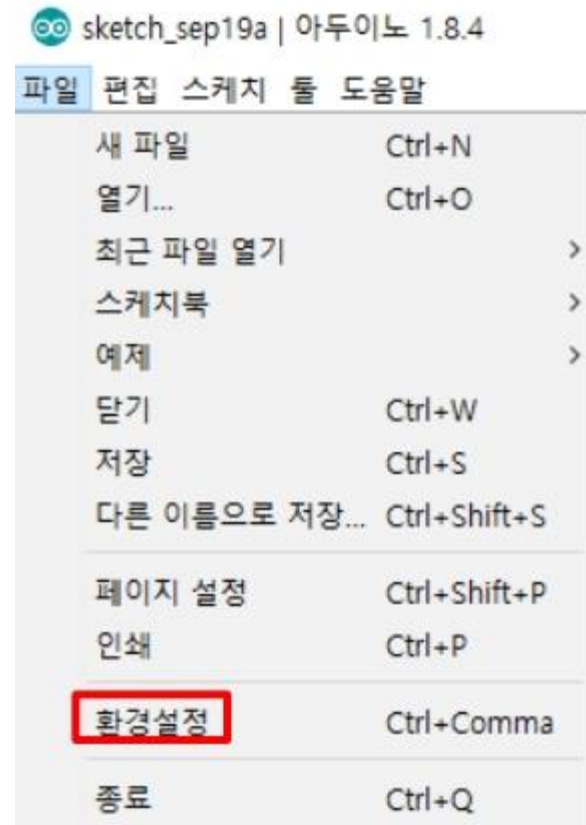 sketch_sep19a | 아두이노 1.8.4
파일 편집 스케치 툴 도움말
새 파일 Ctrl+N
열기... Ctrl+O
최근 파일 열기 >
스케치북 >
예제 >
닫기 Ctrl+W
저장 Ctrl+S
다른 이름으로 저장... Ctrl+Shift+S
페이지 설정 Ctrl+Shift+P
인쇄 Ctrl+P
환경설정 Ctrl+Comma
종료 Ctrl+Q